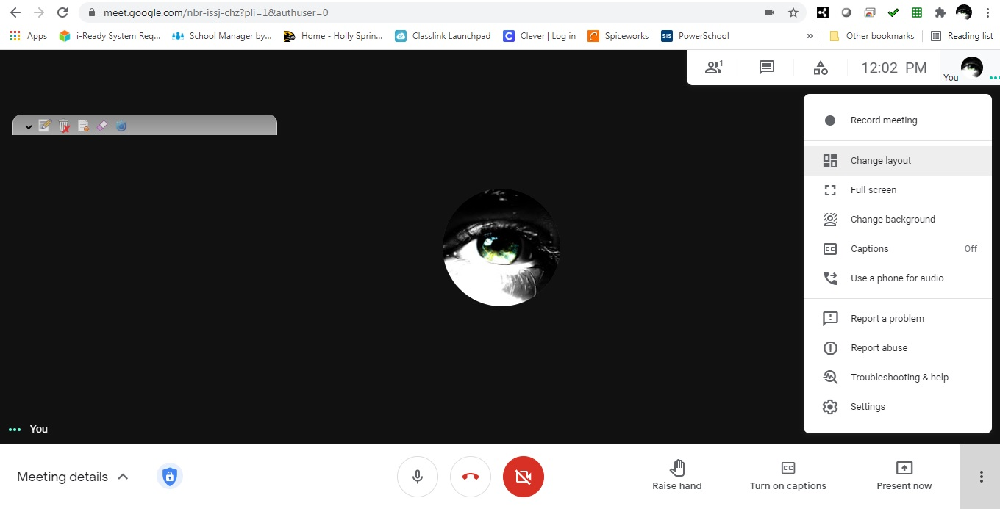 meet.google.com/nbr-issj-chz?pli=1&authuser=0
Apps i-Ready System Req... School Manager by... Home - Holly Sprin... Classlink Launchpad C Clever | Log in Spiceworks SIS PowerSchool » Other bookmarks Reading list
1 12:02 PM You
Record meeting
Change layout
Full screen
Change background
CC Captions Off
Use a phone for audio
Report a problem
Report abuse
Troubleshooting & help
Settings
You
Meeting details
Raise hand
CC Turn on captions
Present now